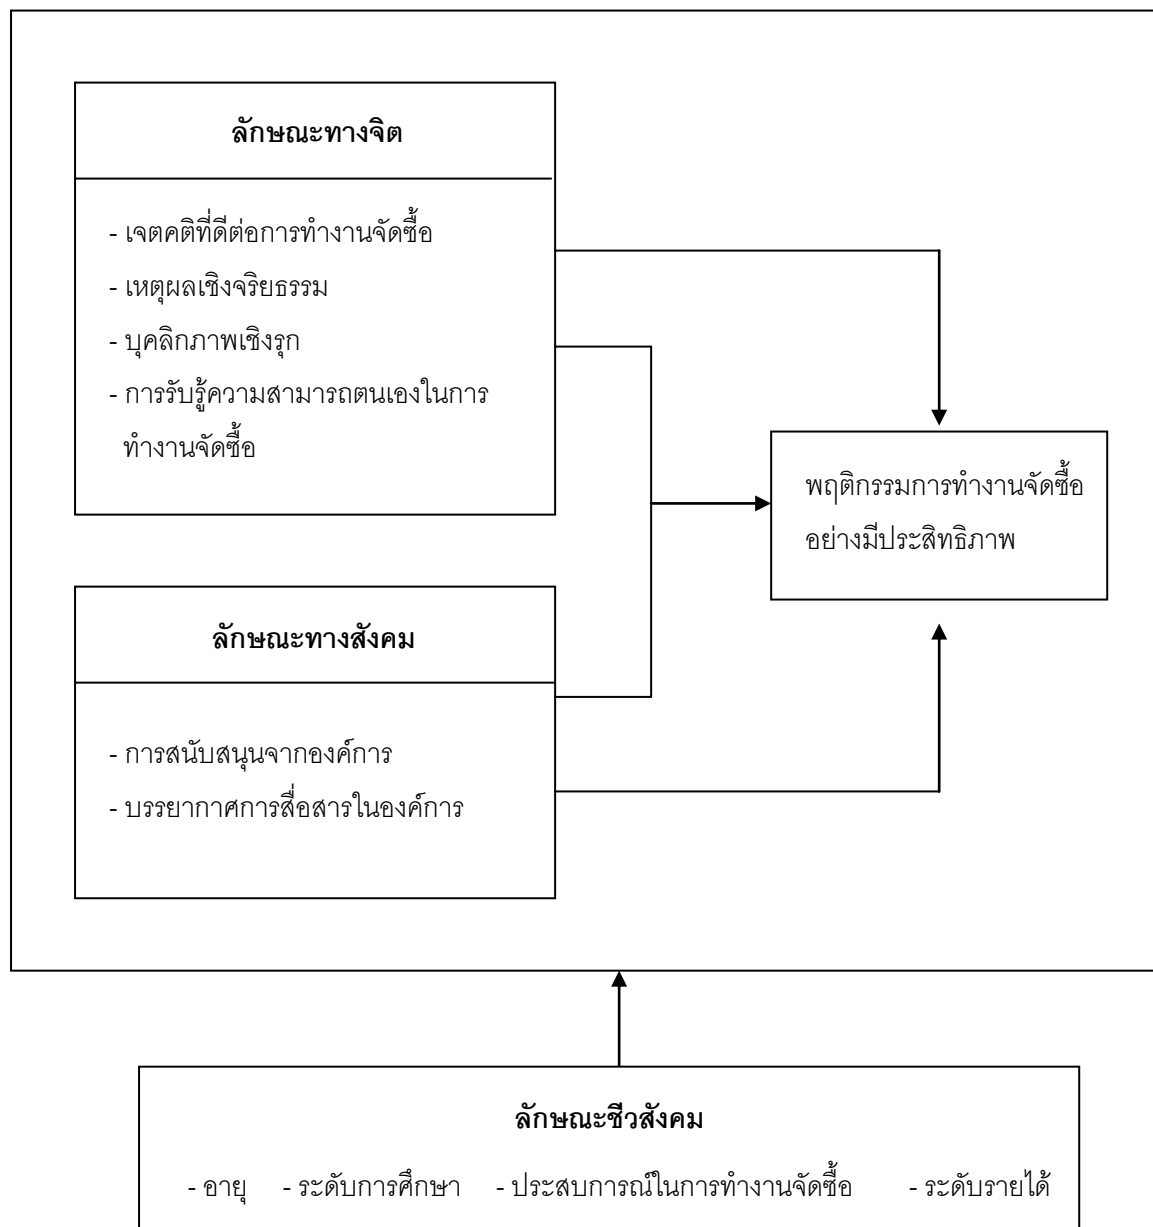 ลักษณะทางจิต
- เจตคติที่ดีต่อการทำงานจัดซื้อ
- เหตุผลเชิงจริยธรรม
- บุคลิกภาพเชิงรุก
- การรับรู้ความสามารถตนเองในการ
ทำงานจัดซื้อ
พฤติกรรมการทำงานจัดซื้อ
อย่างมีประสิทธิภาพ
ลักษณะทางสังคม
- การสนับสนุนจากองค์การ
- บรรยากาศการสื่อสารในองค์การ
ลักษณะชีวสังคม
- อายุ - ระดับการศึกษา - ประสบการณ์ในการทำงานจัดซื้อ - ระดับรายได้